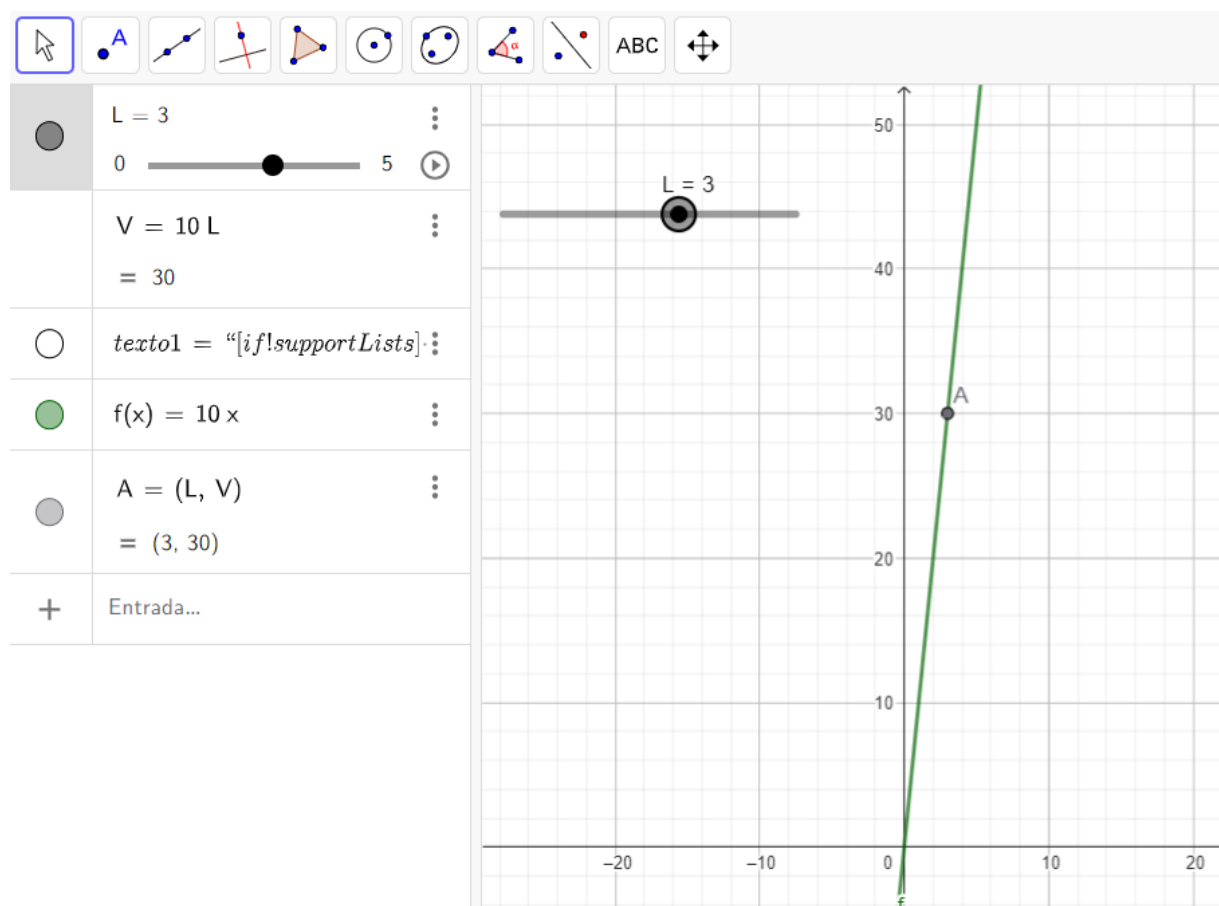 A
α
ABC
L = 3
0 5
V = 10 L
= 30
texto1 = “[if!supportLists]
f(x) = 10 x
A = (L, V)
= (3, 30)
+ Entrada...
L = 3
50
40
A
30
20
10
–20 –10 0 10 20
f